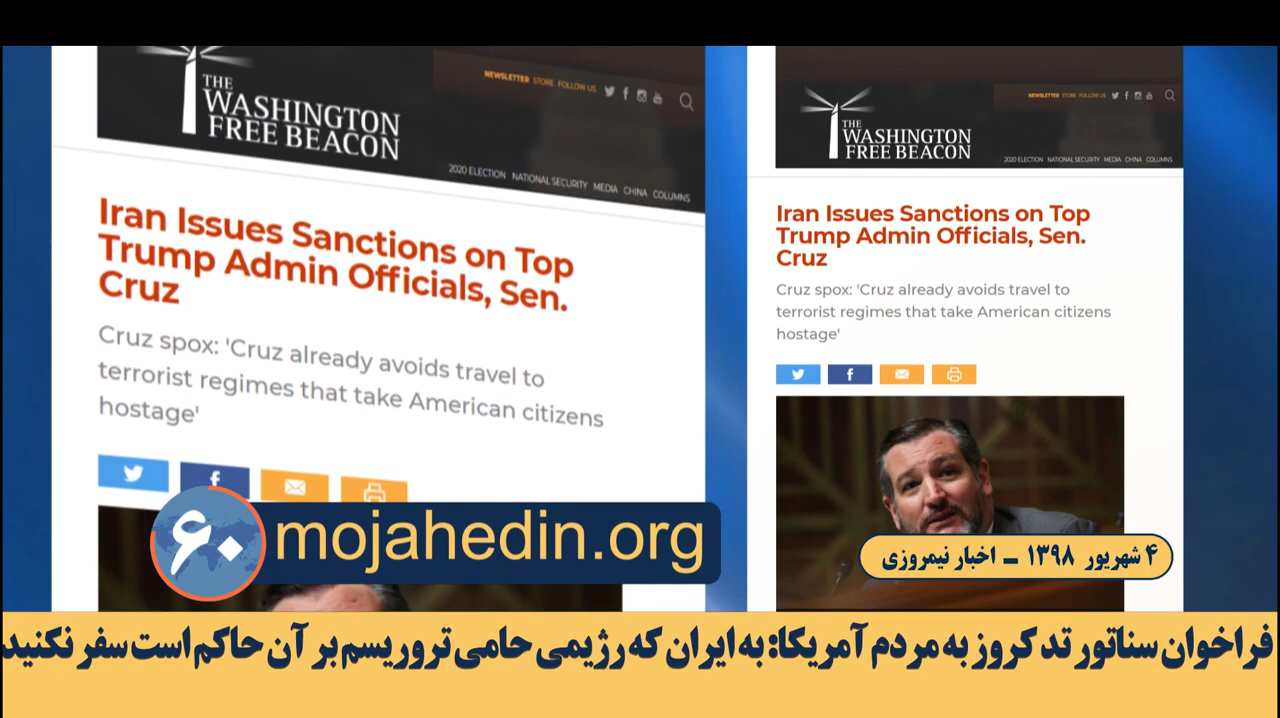 THE
WASHINGTON
FREE BEACON
NEWSLETTER STORE FOLLOW US
2020 ELECTION NATIONAL SECURITY MEDIA CHINA COLUMNS
Iran Issues Sanctions on Top
Trump Admin Officials, Sen.
Cruz
Cruz spox: 'Cruz already avoids travel to
terrorist regimes that take American citizens
hostage'
THE
WASHINGTON
FREE BEACON
NEWSLETTER STORE FOLLOW US
2020 ELECTION NATIONAL SECURITY MEDIA CHINA COLUMNS
Iran Issues Sanctions on Top
Trump Admin Officials, Sen.
Cruz
Cruz spox: 'Cruz already avoids travel to
terrorist regimes that take American citizens
hostage'
۶۰
mojahedin.org
۴ شهریور ۱۳۹۸ – اخبار نیمروزی
فراخوان سناتور تد کروز به مردم آمریکا: به ایران که رژیمی حامی تروریسم بر آن حاکم است سفر نکنید